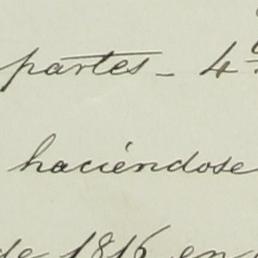 partes - 4ª
haciéndose
de 1816 en